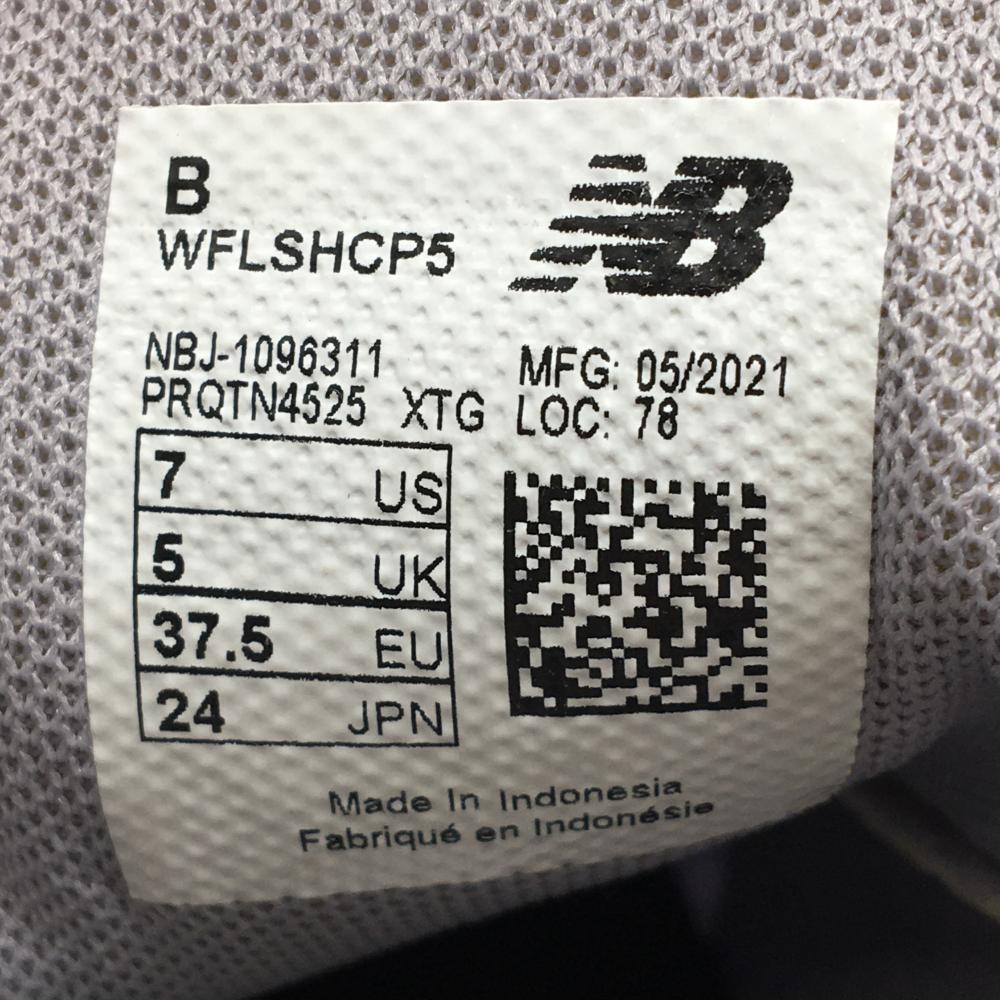 B
WFLSHCP5
NB
NBJ-1096311
PRQTN4525 XTG
MFG: 05/2021
LOC: 78
7 US
5 UK
37.5 EU
24 JPN
Made In Indonesia
Fabriqué en Indonésie